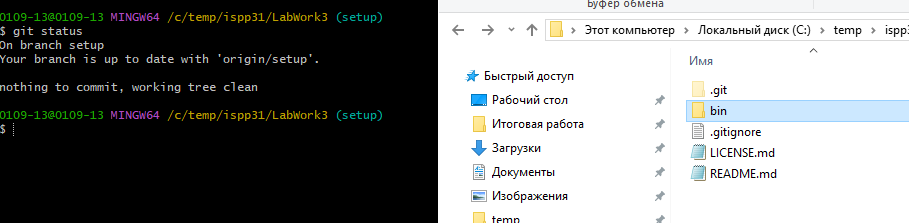 0109-13@0109-13 MINGW64 /c/temp/ispp31/LabWork3 (setup)
$ git status
On branch setup
Your branch is up to date with 'origin/setup'.
nothing to commit, working tree clean
0109-13@0109-13 MINGW64 /c/temp/ispp31/LabWork3 (setup)
$
Буфер обмена
Этот компьютер > Локальный диск (C:) > temp >
Быстрый доступ
Рабочий стол
Итоговая работа
Загрузки
Документы
Изображения
temp
Имя
.git
bin
.gitignore
LICENSE.md
README.md